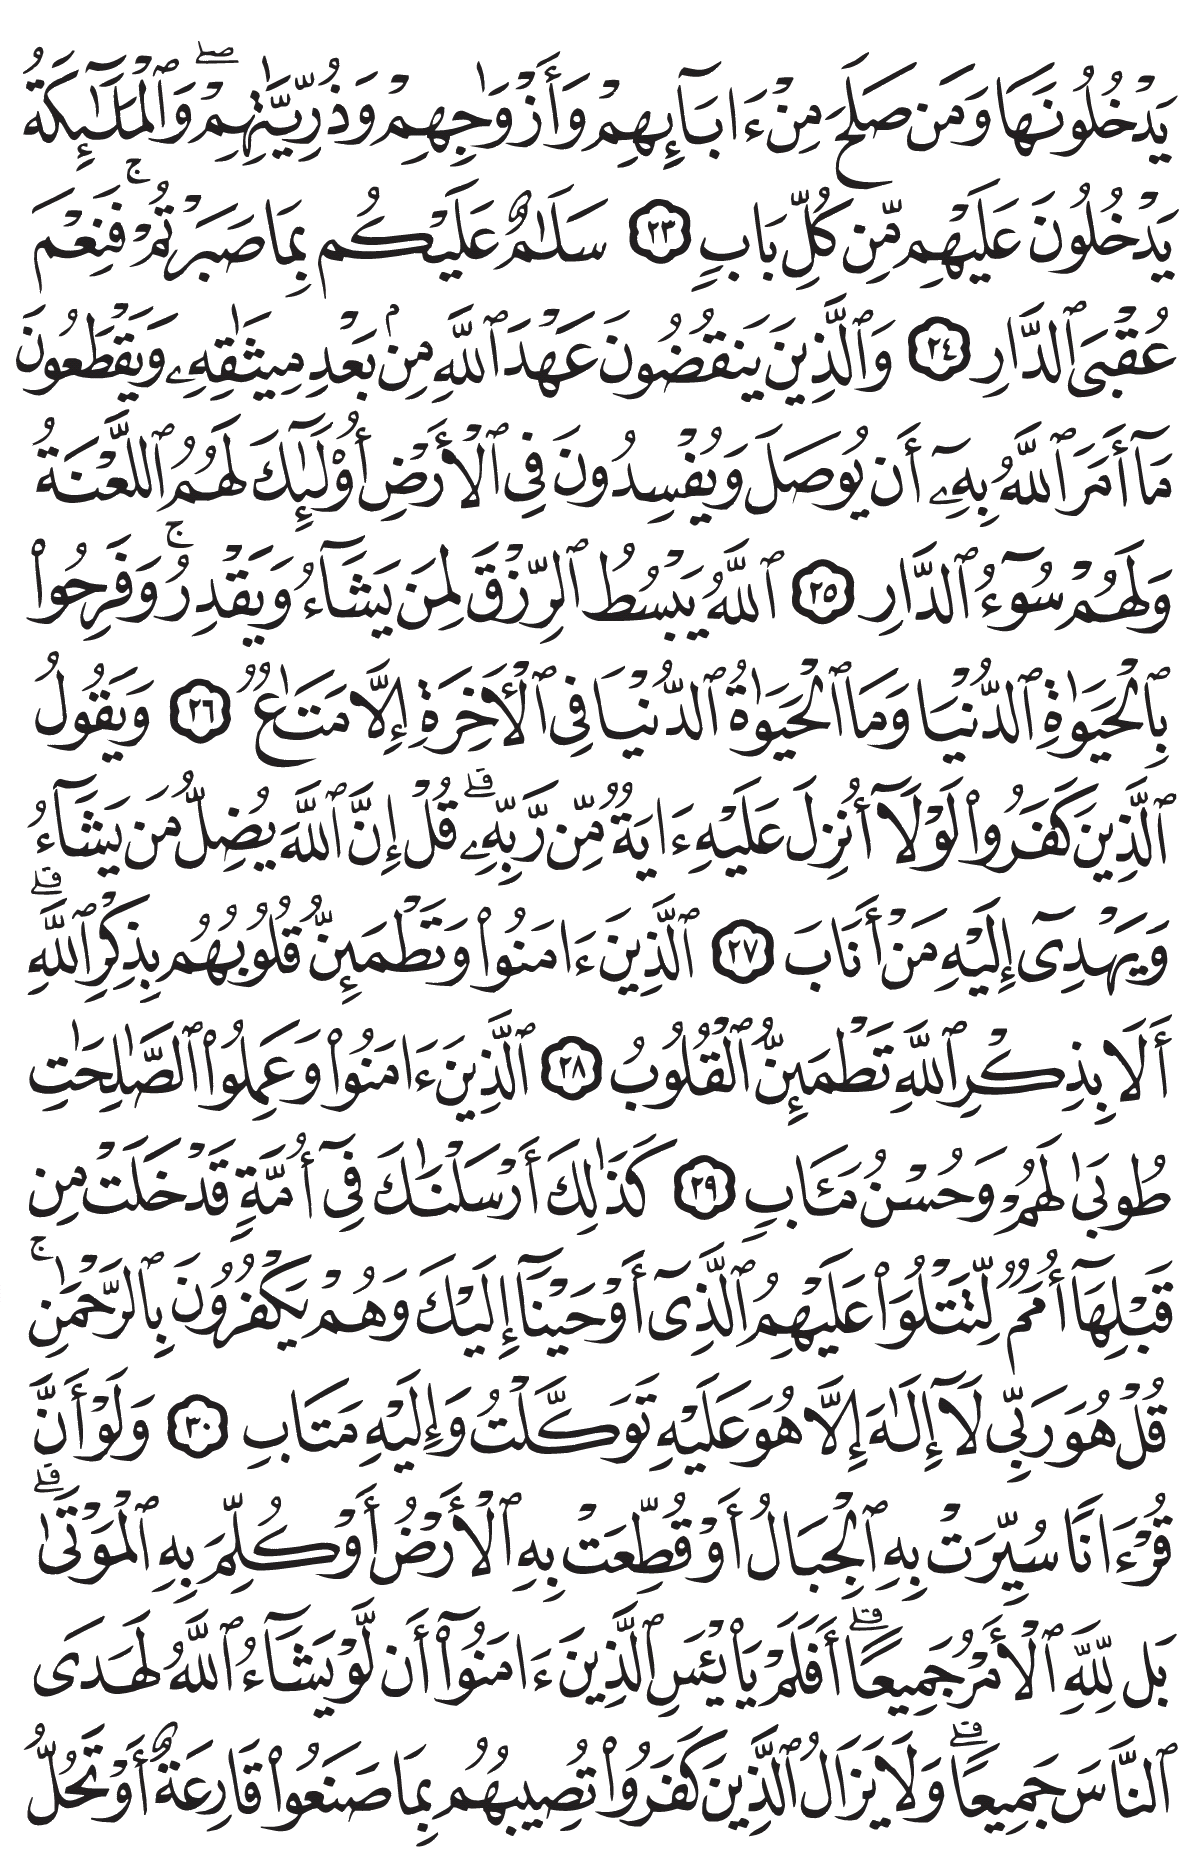 يَدْخُلُونَهَا وَمَن صَلَحَ مِنْ ءَابَآئِهِمْ وَأَزْوَٰجِهِمْ وَذُرِّيَّـٰتِهِمْ ۖ وَٱلْمَلَـٰٓئِكَةُ
يَدْخُلُونَ عَلَيْهِم مِّن كُلِّ بَابٍ ٢٣ سَلَـٰمٌ عَلَيْكُم بِمَا صَبَرْتُمْ ۚ فَنِعْمَ
عُقْبَى ٱلدَّارِ ٢٤ وَٱلَّذِينَ يَنقُضُونَ عَهْدَ ٱللَّهِ مِنۢ بَعْدِ مِيثَـٰقِهِۦ وَيَقْطَعُونَ
مَآ أَمَرَ ٱللَّهُ بِهِۦٓ أَن يُوصَلَ وَيُفْسِدُونَ فِى ٱلْأَرْضِ أُو۟لَـٰٓئِكَ لَهُمُ ٱللَّعْنَةُ
وَلَهُمْ سُوٓءُ ٱلدَّارِ ٢٥ ٱللَّهُ يَبْسُطُ ٱلرِّزْقَ لِمَن يَشَآءُ وَيَقْدِرُ ۚ وَفَرِحُوا۟
بِٱلْحَيَوٰةِ ٱلدُّنْيَا وَمَا ٱلْحَيَوٰةُ ٱلدُّنْيَا فِى ٱلْـَٔاخِرَةِ إِلَّا مَتَـٰعٌ ٢٦ وَيَقُولُ
ٱلَّذِينَ كَفَرُوا۟ لَوْلَآ أُنزِلَ عَلَيْهِ ءَايَةٌ مِّن رَّبِّهِۦ ۗ قُلْ إِنَّ ٱللَّهَ يُضِلُّ مَن يَشَآءُ
وَيَهْدِىٓ إِلَيْهِ مَنْ أَنَابَ ٢٧ ٱلَّذِينَ ءَامَنُوا۟ وَتَطْمَئِنُّ قُلُوبُهُم بِذِكْرِ ٱللَّهِ ۗ
أَلَا بِذِكْرِ ٱللَّهِ تَطْمَئِنُّ ٱلْقُلُوبُ ٢٨ ٱلَّذِينَ ءَامَنُوا۟ وَعَمِلُوا۟ ٱلصَّـٰلِحَـٰتِ
طُوبَىٰ لَهُمْ وَحُسْنُ مَـَٔابٍ ٢٩ كَذَٰلِكَ أَرْسَلْنَـٰكَ فِىٓ أُمَّةٍ قَدْ خَلَتْ مِن
قَبْلِهَآ أُمَمٌ لِّتَتْلُوَا۟ عَلَيْهِمُ ٱلَّذِىٓ أَوْحَيْنَآ إِلَيْكَ وَهُمْ يَكْفُرُونَ بِٱلرَّحْمَـٰنِ ۚ
قُلْ هُوَ رَبِّى لَآ إِلَـٰهَ إِلَّا هُوَ عَلَيْهِ تَوَكَّلْتُ وَإِلَيْهِ مَتَابِ ٣٠ وَلَوْ أَنَّ
قُرْءَانًا سُيِّرَتْ بِهِ ٱلْجِبَالُ أَوْ قُطِّعَتْ بِهِ ٱلْأَرْضُ أَوْ كُلِّمَ بِهِ ٱلْمَوْتَىٰ ۗ
بَل لِّلَّهِ ٱلْأَمْرُ جَمِيعًا ۗ أَفَلَمْ يَا۟يْـَٔسِ ٱلَّذِينَ ءَامَنُوٓا۟ أَن لَّوْ يَشَآءُ ٱللَّهُ لَهَدَى
ٱلنَّاسَ جَمِيعًا ۗ وَلَا يَزَالُ ٱلَّذِينَ كَفَرُوا۟ تُصِيبُهُم بِمَا صَنَعُوا۟ قَارِعَةٌ أَوْ تَحُلُّ